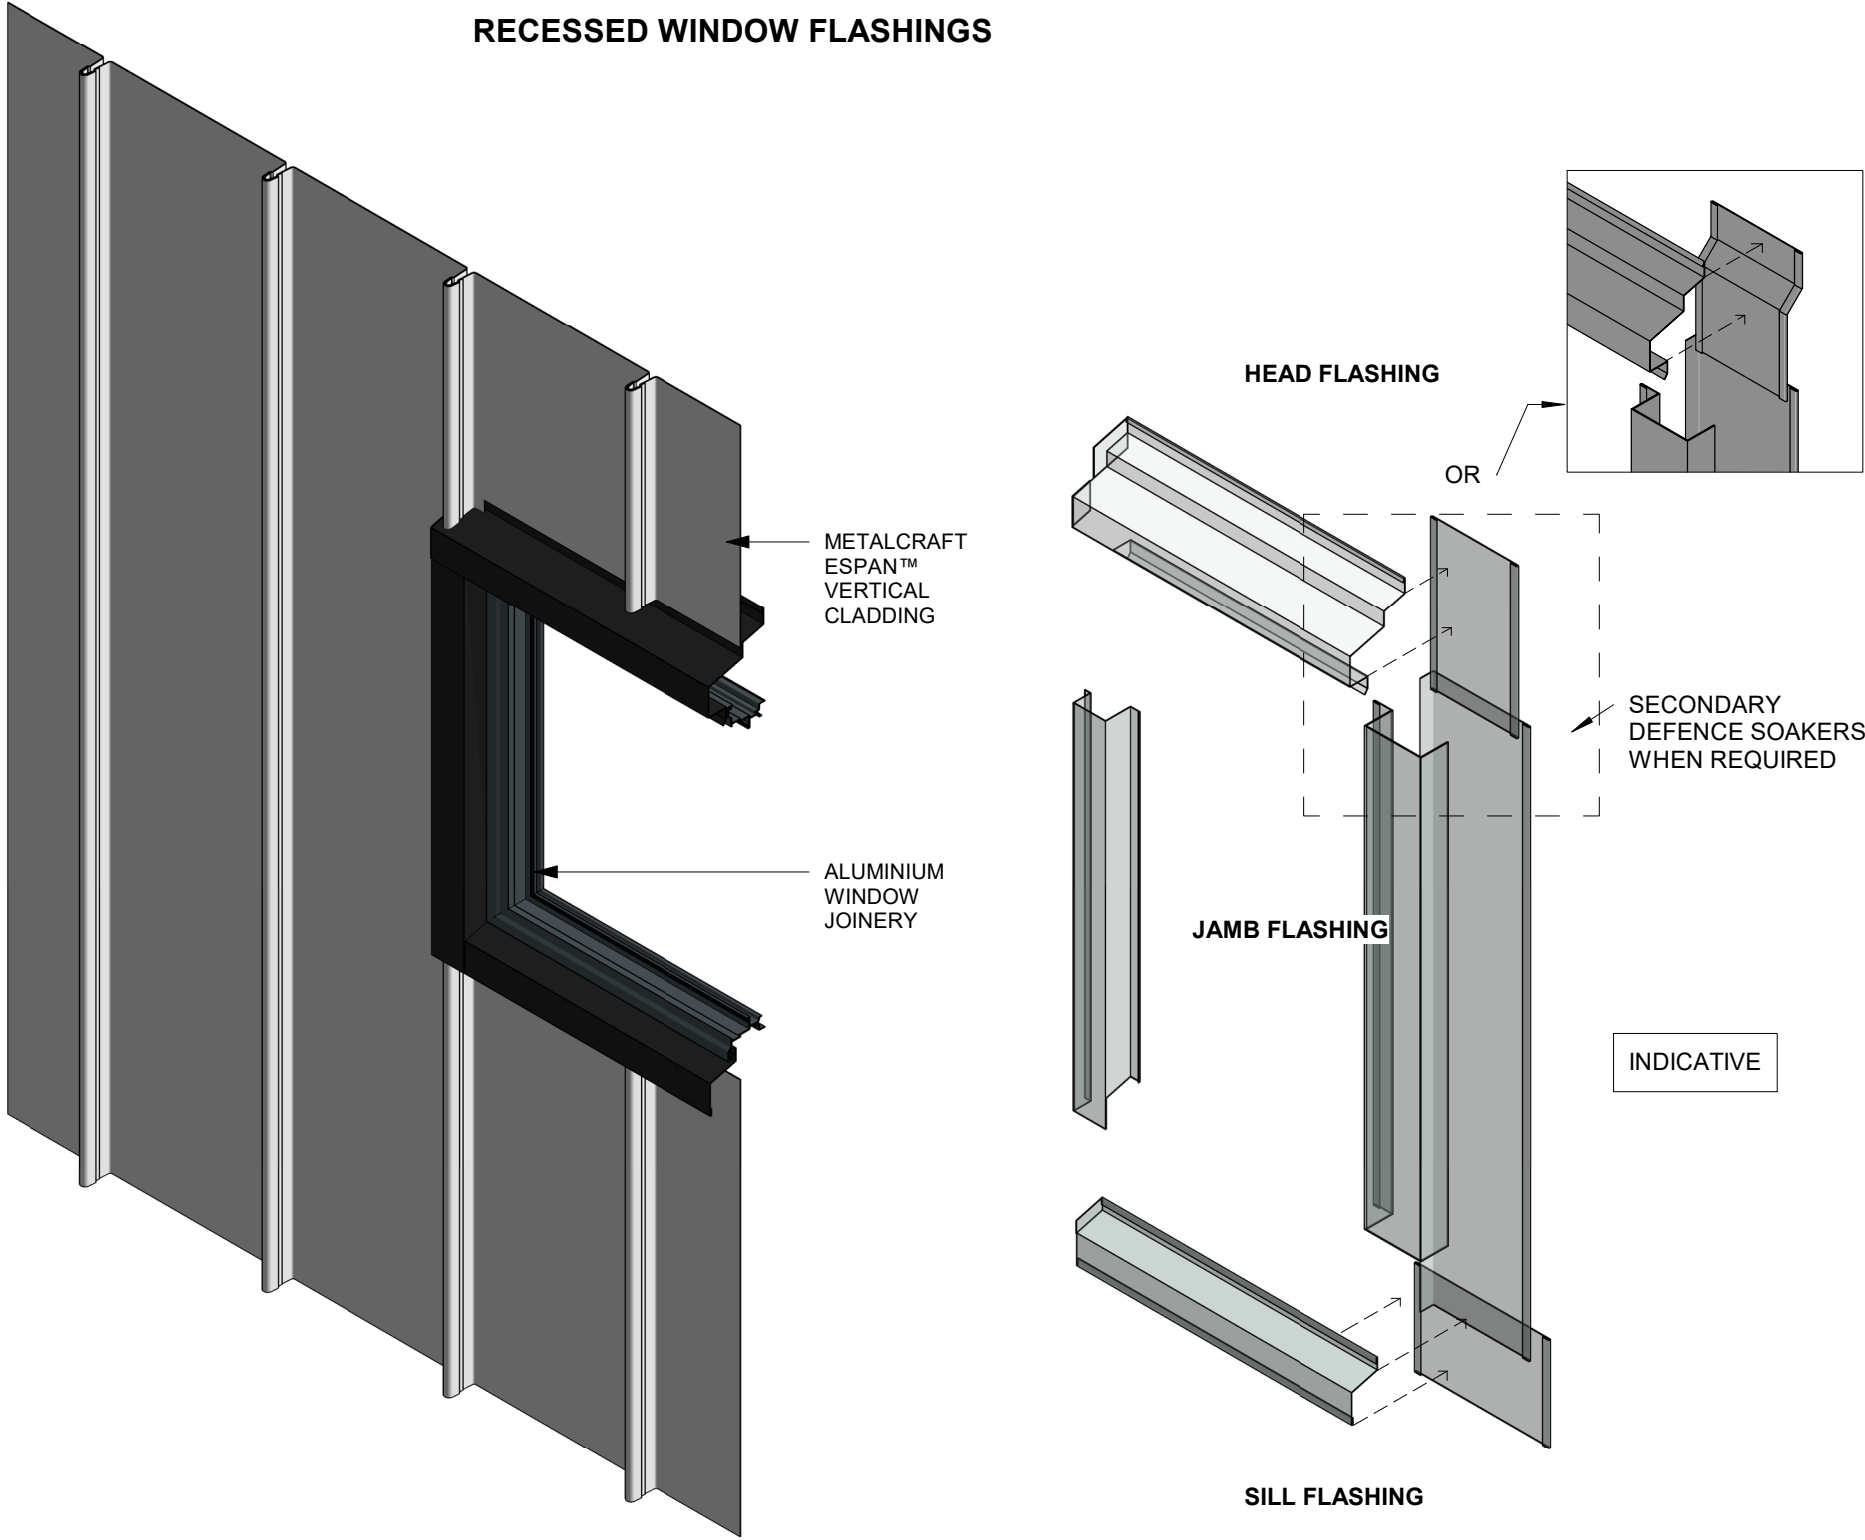 RECESSED WINDOW FLASHINGS
HEAD FLASHING
OR
METALCRAFT
ESPAN™
VERTICAL
CLADDING
SECONDARY
DEFENCE SOAKERS
WHEN REQUIRED
ALUMINIUM
WINDOW
JOINERY
JAMB FLASHING
INDICATIVE
SILL FLASHING